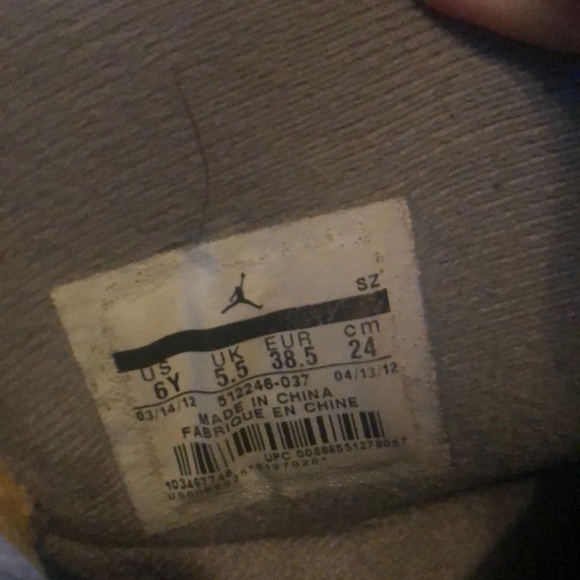 SZ
US UK EUR cm
6Y 5.5 38.5 24
03/14/12 512246-037 04/13/12
MADE IN CHINA
FABRIQUE EN CHINE
UPC 00886551278057